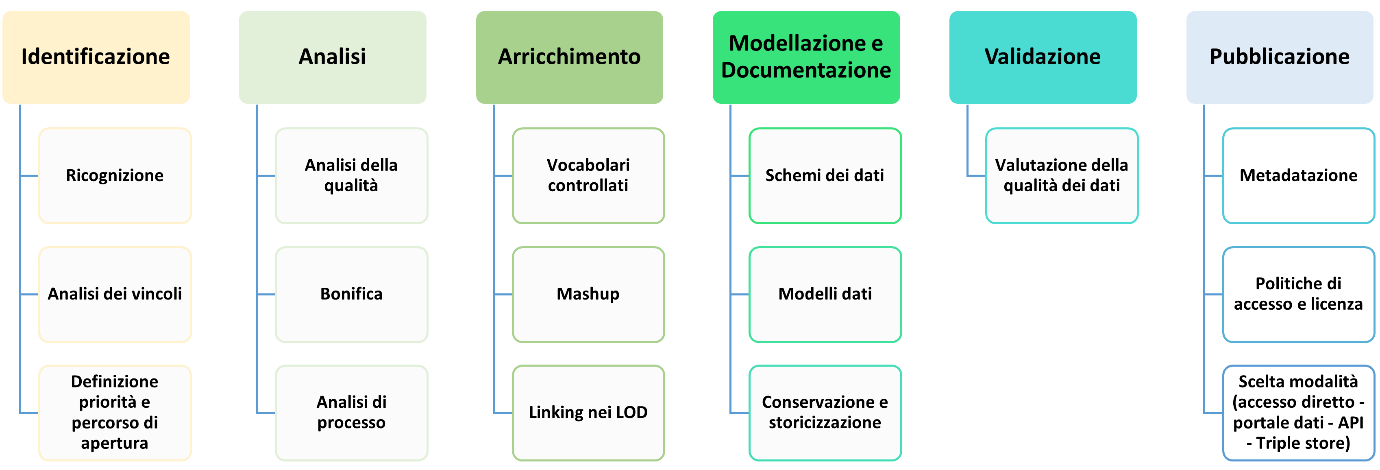 Identificazione
Ricognizione
Analisi dei vincoli
Definizione
priorità e
percorso di
apertura
Analisi
Analisi della
qualità
Bonifica
Analisi di
processo
Arricchimento
Vocabolari
controllati
Mashup
Linking nei LOD
Modellazione e
Documentazione
Schemi dei dati
Modelli dati
Conservazione e
storicizzazione
Validazione
Valutazione della
qualità dei dati
Pubblicazione
Metadatazione
Politiche di
accesso e licenza
Scelta modalità
(accesso diretto -
portale dati - API
- Triple store)